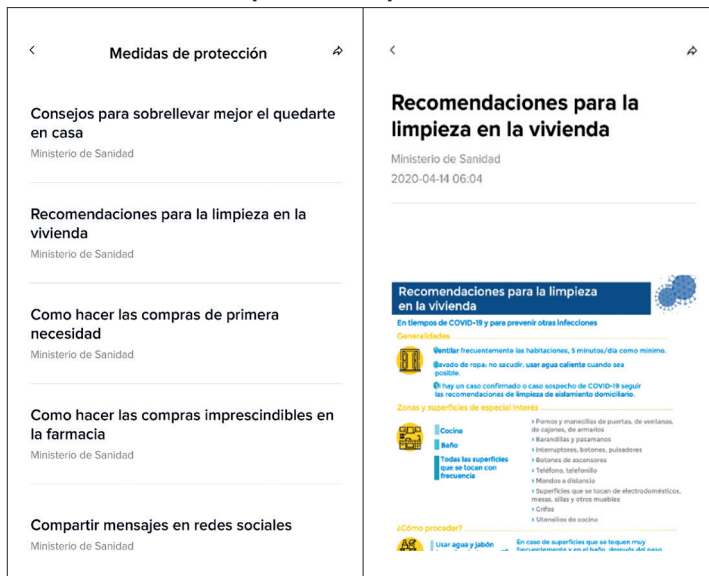 Medidas de protección
Consejos para sobrellevar mejor el quedarte
en casa
Ministerio de Sanidad
Recomendaciones para la limpieza en la
vivienda
Ministerio de Sanidad
Como hacer las compras de primera
necesidad
Ministerio de Sanidad
Como hacer las compras imprescindibles en
la farmacia
Ministerio de Sanidad
Compartir mensajes en redes sociales
Ministerio de Sanidad
Recomendaciones para la
limpieza en la vivienda
Ministerio de Sanidad
2020-04-14 06:04
Recomendaciones para la limpieza
en la vivienda
En tiempos de COVID-19 y para prevenir otras infecciones
Generalidades
Ventilar frecuentemente las habitaciones, 5 minutos/día como mínimo.
Lavado de ropa: no sacudir, usar agua caliente cuando sea
posible.
Si hay un caso confirmado o caso sospecho de COVID-19 seguir
las recomendaciones de limpieza de aislamiento domiciliario.
Zonas y superficies de especial interés
Cocina
Baño
Todas las superficies
que se tocan con
frecuencia
Pomos y manecillas de puertas, de ventanas,
de cajones, de armarios
Barandillas y pasamanos
Interruptores, botones, pulsadores
Botones de ascensores
Teléfono, telefonillo
Mandos a distancia
Superficies que se tocan de electrodomésticos,
mesas, sillas y otros muebles
Grifos
Utensilios de cocina
¿Cómo proceder?
Usar agua y jabón
En caso de superficies que se toquen muy
frecuentemente y en el baño, después del paso